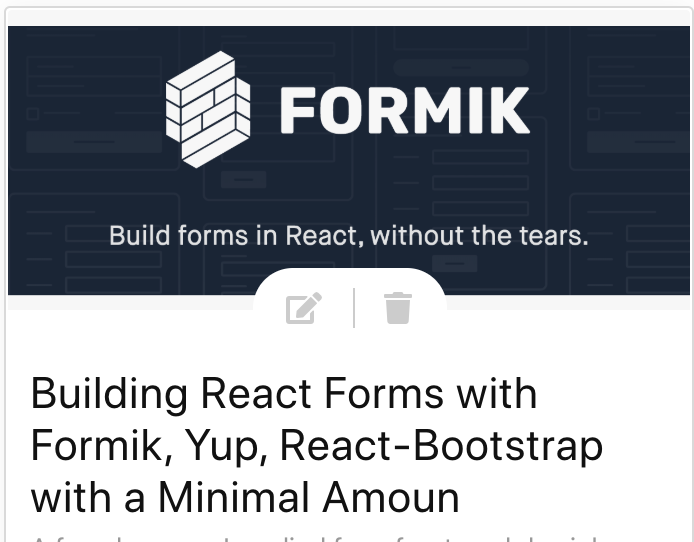 FORMIK
Build forms in React, without the tears.
Building React Forms with
Formik, Yup, React-Bootstrap
with a Minimal Amoun